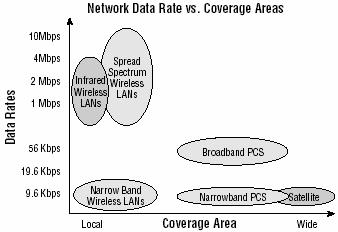 Network Data Rate vs. Coverage Areas
10Mbps
4Mbps
2 Mbps
1 Mbps
56 Kbps
19.6 Kbps
9.6 Kbps
Data Rates
Infrared
Wireless
LANs
Spread
Spectrum
Wireless
LANs
Broadband PCS
Narrow Band
Wireless LANs
Narrowband PCS
Satellite
Local
Coverage Area
Wide